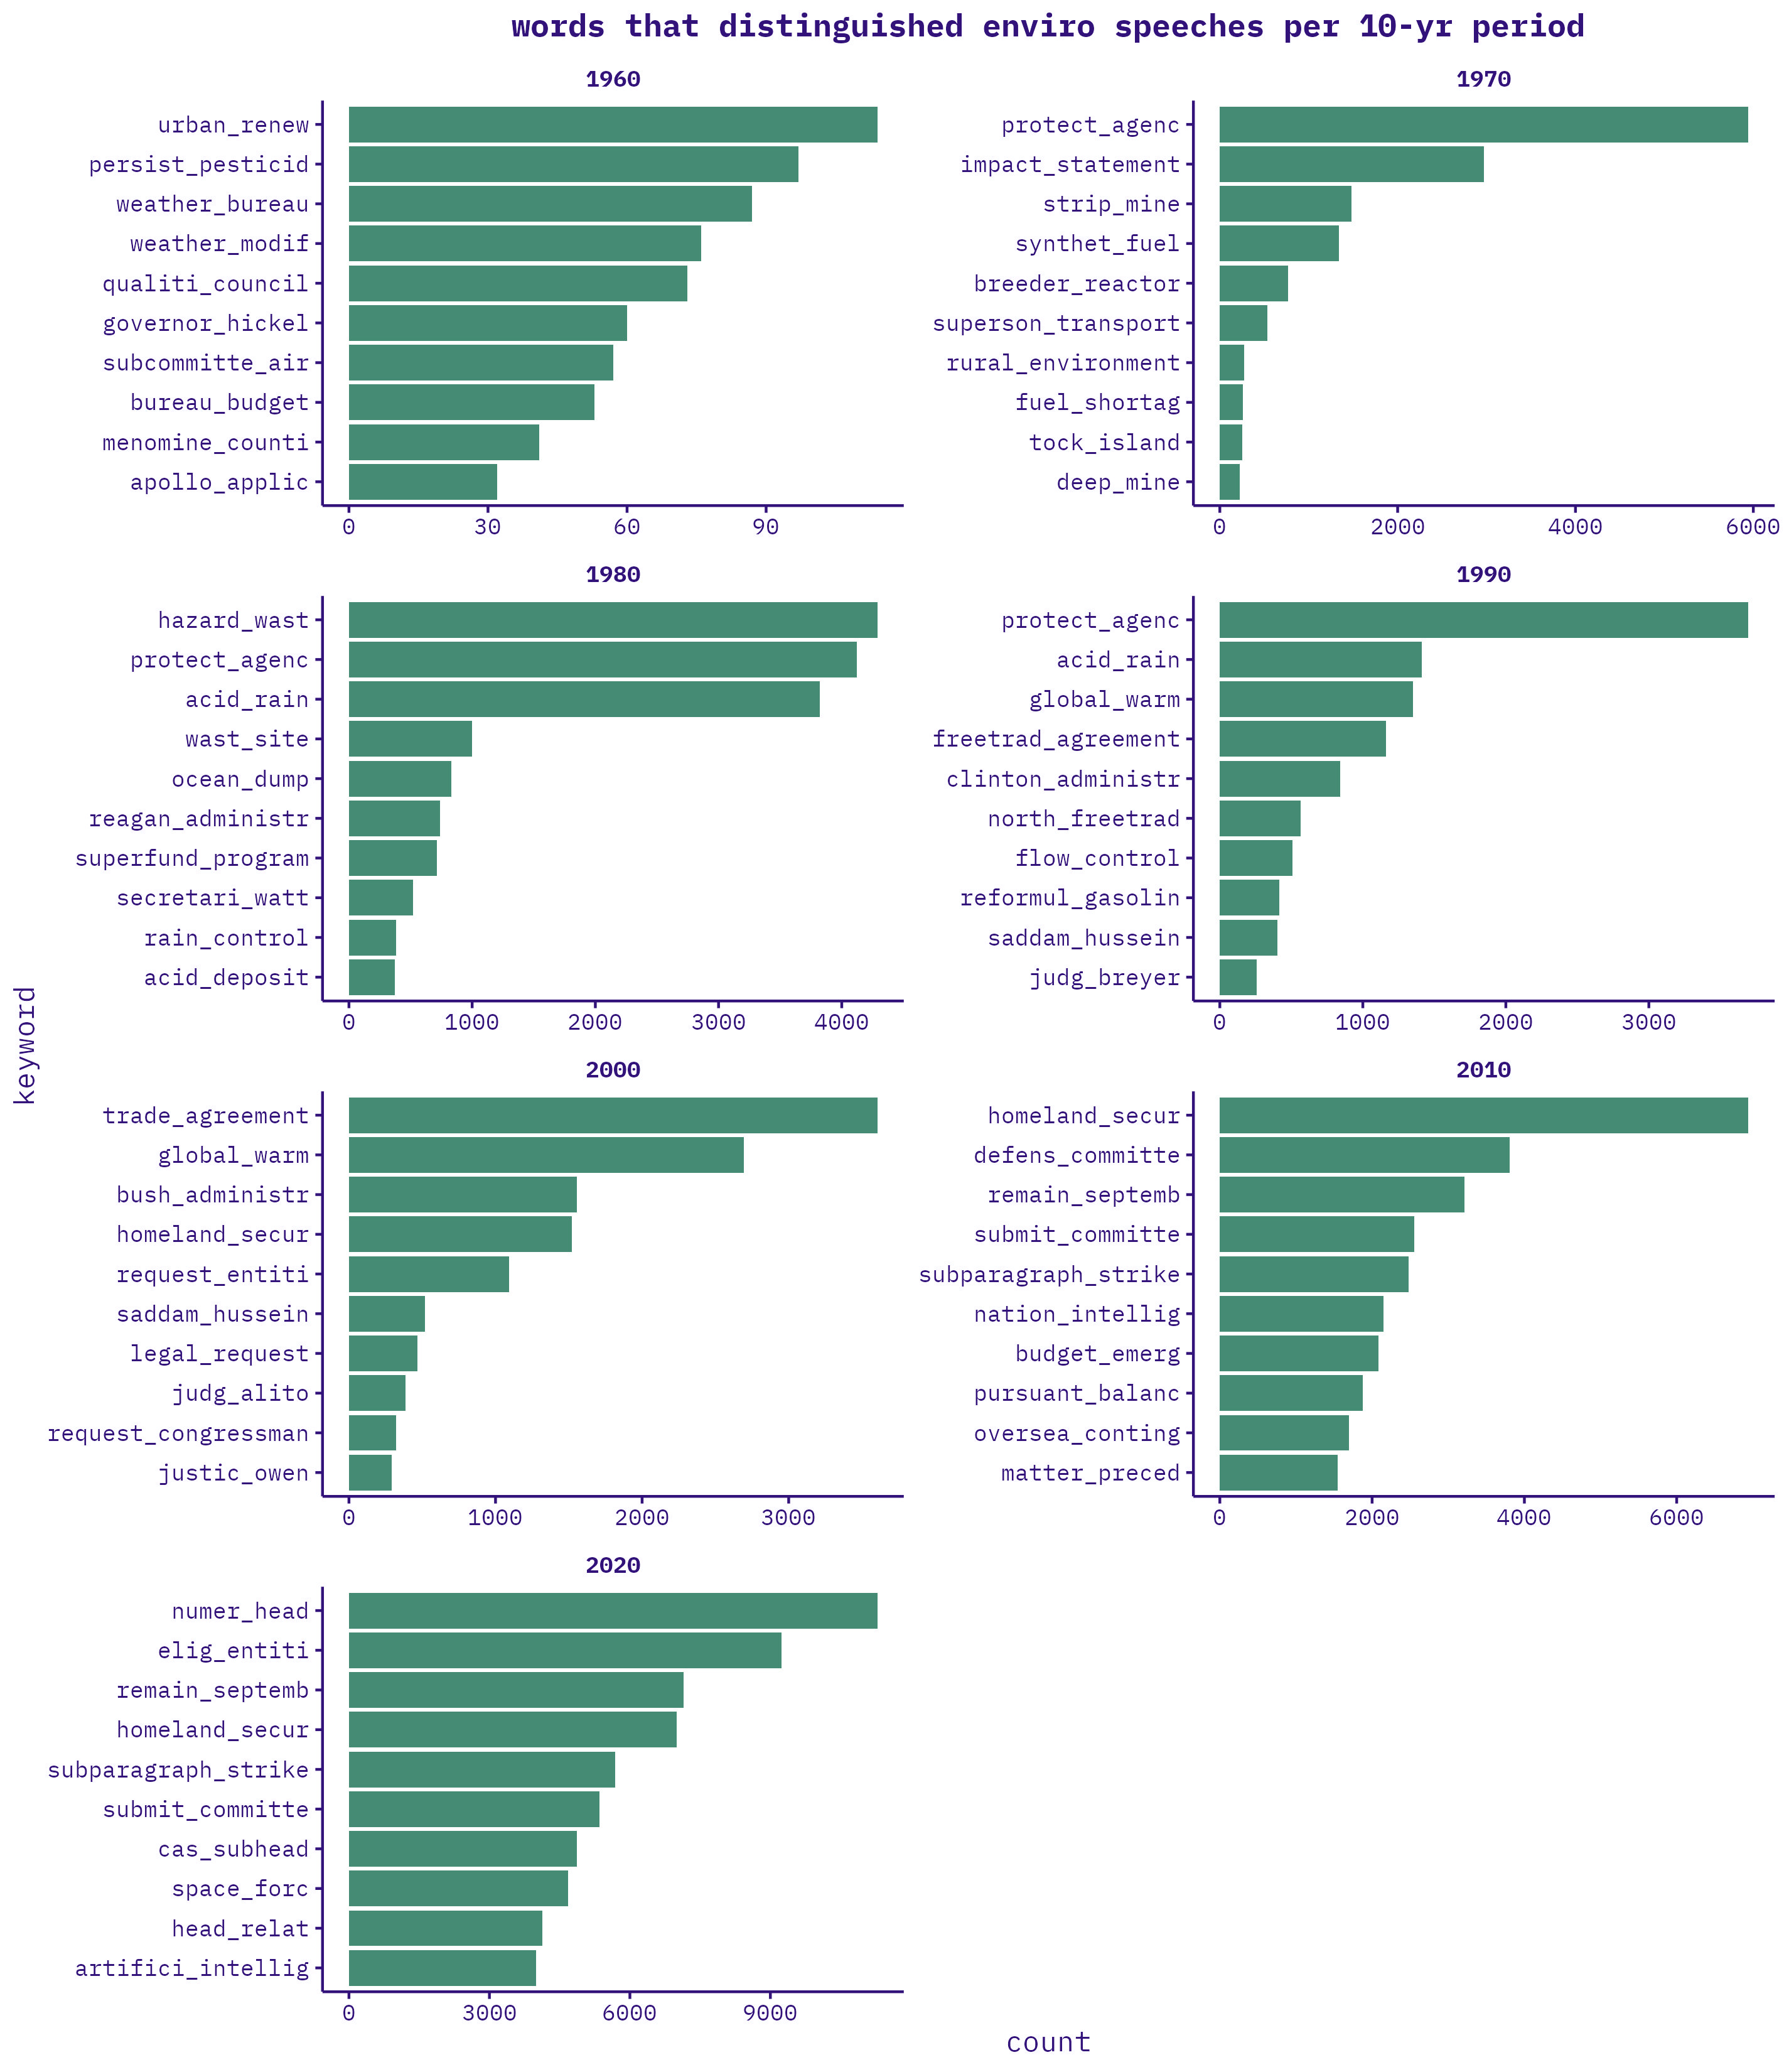 words that distinguished enviro speeches per 10-yr period
1960
urban_renew
persist_pesticid
weather_bureau
weather_modif
qualiti_council
governor_hickel
subcommitte_air
bureau_budget
menomine_counti
apollo_applic
0 30 60 90
1970
protect_agenc
impact_statement
strip_mine
synthet_fuel
breeder_reactor
superson_transport
rural_environment
fuel_shortag
tock_island
deep_mine
0 2000 4000 6000
1980
hazard_wast
protect_agenc
acid_rain
wast_site
ocean_dump
reagan_administr
superfund_program
secretari_watt
rain_control
acid_deposit
0 1000 2000 3000 4000
1990
protect_agenc
acid_rain
global_warm
freetrad_agreement
clinton_administr
north_freetrad
flow_control
reformul_gasolin
saddam_hussein
judg_breyer
0 1000 2000 3000
keyword
2000
trade_agreement
global_warm
bush_administr
homeland_secur
request_entiti
saddam_hussein
legal_request
judg_alito
request_congressman
justic_owen
0 1000 2000 3000
2010
homeland_secur
defens_committe
remain_septemb
submit_committe
subparagraph_strike
nation_intellig
budget_emerg
pursuant_balanc
oversea_conting
matter_preced
0 2000 4000 6000
2020
numer_head
elig_entiti
remain_septemb
homeland_secur
subparagraph_strike
submit_committe
cas_subhead
space_forc
head_relat
artifici_intellig
0 3000 6000 9000
count